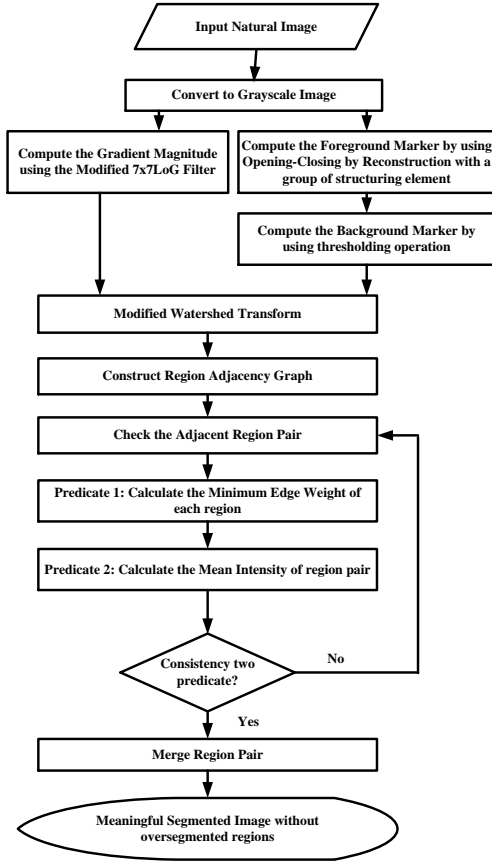 Input Natural Image
Convert to Grayscale Image
Compute the Gradient Magnitude
using the Modified 7x7LoG Filter
Compute the Foreground Marker by using
Opening-Closing by Reconstruction with a
group of structuring element
Compute the Background Marker by
using thresholding operation
Modified Watershed Transform
Construct Region Adjacency Graph
Check the Adjacent Region Pair
Predicate 1: Calculate the Minimum Edge Weight of
each region
Predicate 2: Calculate the Mean Intensity of region pair
Consistency two
predicate?
No
Yes
Merge Region Pair
Meaningful Segmented Image without
oversegmented regions